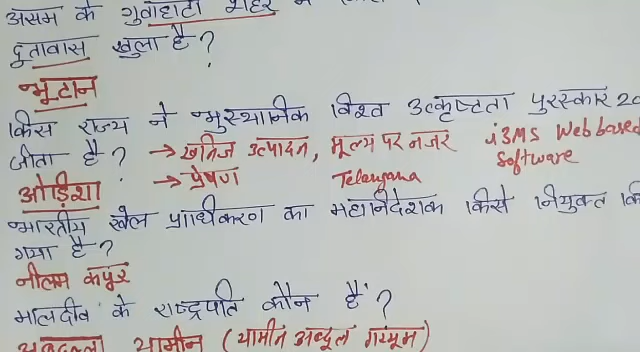 असम के गुवाहाटी शहर में
दूतावास खुला है?
भूटान
किस राज्य ने भुस्थानिक विश्व उत्कृष्टता पुरस्कार 20
जीता है? → खनिज उत्पादन, मूल्य पर नजर i3MS Web based
ओड़िशा → प्रेषण Telangana Software
भारतीय खेल प्राधिकरण का महानिदेशक किसे नियुक्त कि
गया है?
नीलम कपूर
मालदीव के राष्ट्रपति कौन हैं?
यामीन (यामीन अब्दुल गय्यूम)